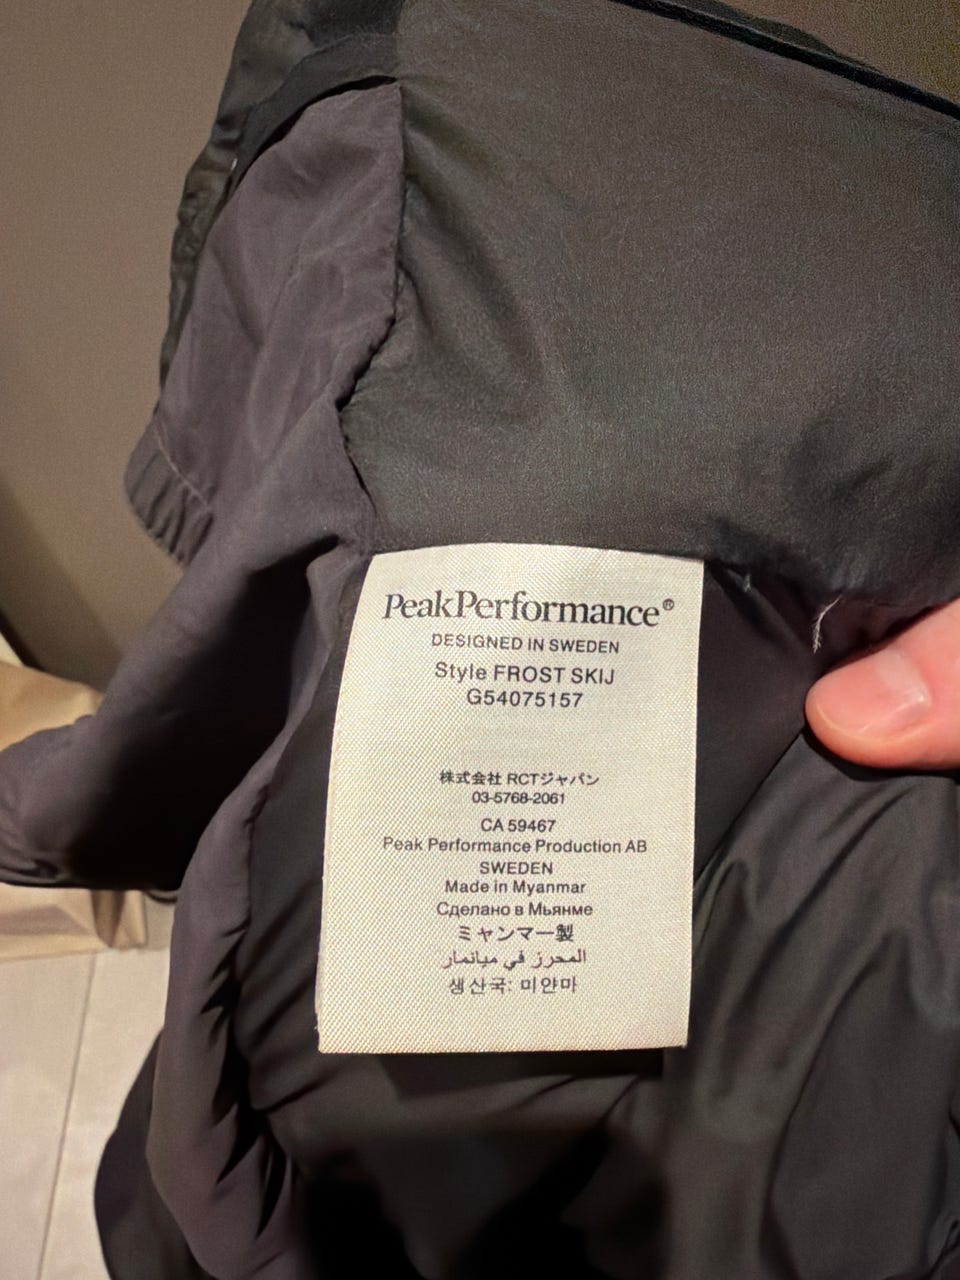 PeakPerformance®
DESIGNED IN SWEDEN
Style FROST SKIJ
G54075157
株式会社 RCTジャパン
03-5768-2061
CA 59467
Peak Performance Production AB
SWEDEN
Made in Myanmar
Сделано в Мьянме
ミャンマー製
المحرز في ميانمار
생산국: 미얀마